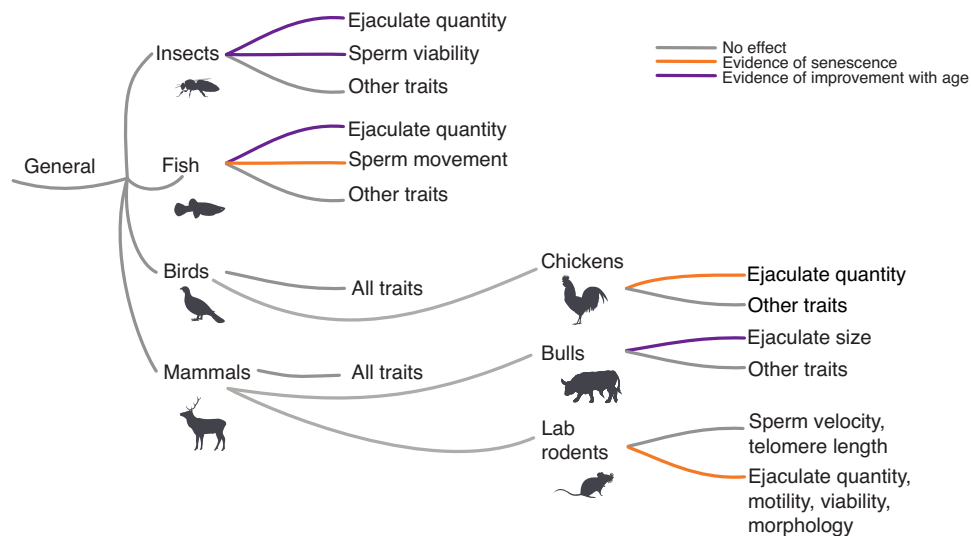 General
Insects
Ejaculate quantity
Sperm viability
Other traits
Fish
Ejaculate quantity
Sperm movement
Other traits
Birds
All traits
Mammals
All traits
Chickens
Ejaculate quantity
Other traits
Bulls
Ejaculate size
Other traits
Lab
rodents
Sperm velocity,
telomere length
Ejaculate quantity,
motility, viability,
morphology
No effect
Evidence of senescence
Evidence of improvement with age